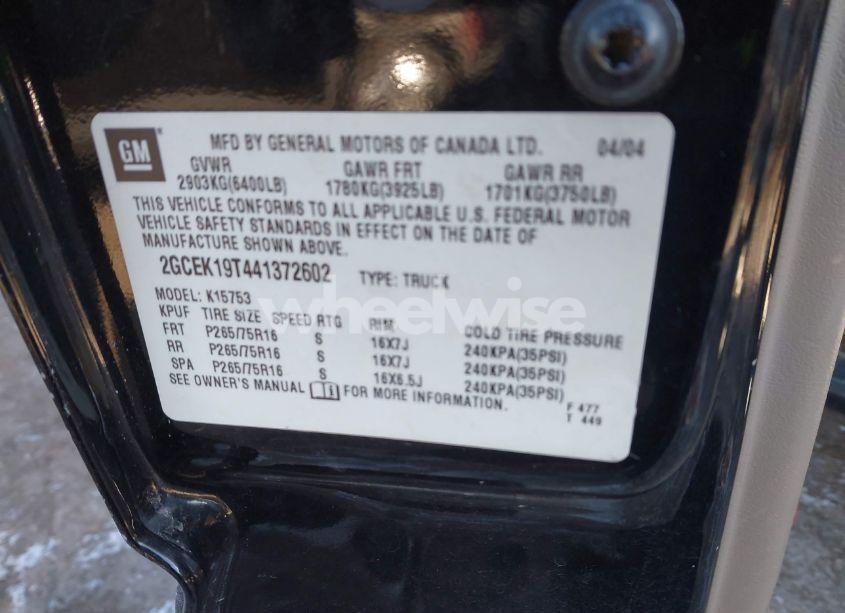 GM
MFD BY GENERAL MOTORS OF CANADA LTD. 04/04
GVWR GAWR FRT GAWR RR
2903KG(6400LB) 1780KG(3925LB) 1701KG(3750LB)
THIS VEHICLE CONFORMS TO ALL APPLICABLE U.S. FEDERAL MOTOR
VEHICLE SAFETY STANDARDS IN EFFECT ON THE DATE OF
MANUFACTURE SHOWN ABOVE.
2GCEK19T441372602 TYPE: TRUCK
MODEL: K15753
wheelwise
KPUF TIRE SIZE SPEED RTG RIM COLD TIRE PRESSURE
FRT P265/75R16 S 16X7J 240KPA(35PSI)
RR P265/75R16 S 16X7J 240KPA(35PSI)
SPA P265/75R16 S 16X6.5J 240KPA(35PSI)
SEE OWNER'S MANUAL FOR MORE INFORMATION.
F 477
T 449